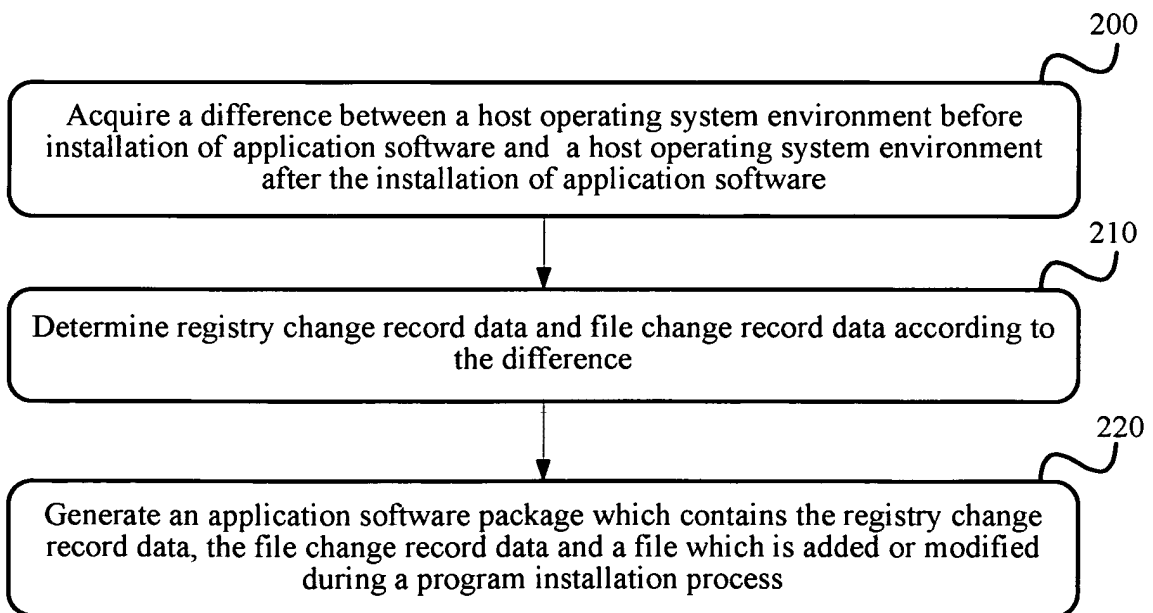 200
Acquire a difference between a host operating system environment before
installation of application software and a host operating system environment
after the installation of application software
210
Determine registry change record data and file change record data according to
the difference
220
Generate an application software package which contains the registry change
record data, the file change record data and a file which is added or modified
during a program installation process